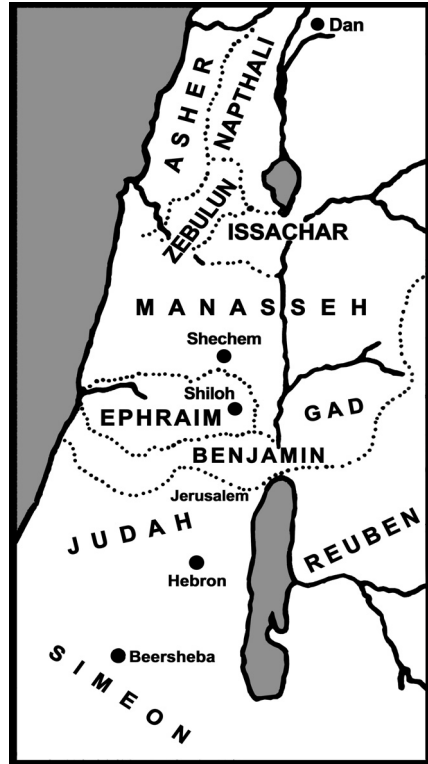 Dan
ASHER
NAPTHALI
ZEBULUN
ISSACHAR
MANASSEH
Shechem
Shiloh
EPHRAIM
GAD
BENJAMIN
Jerusalem
JUDAH
REUBEN
Hebron
Beersheba
SIMEON